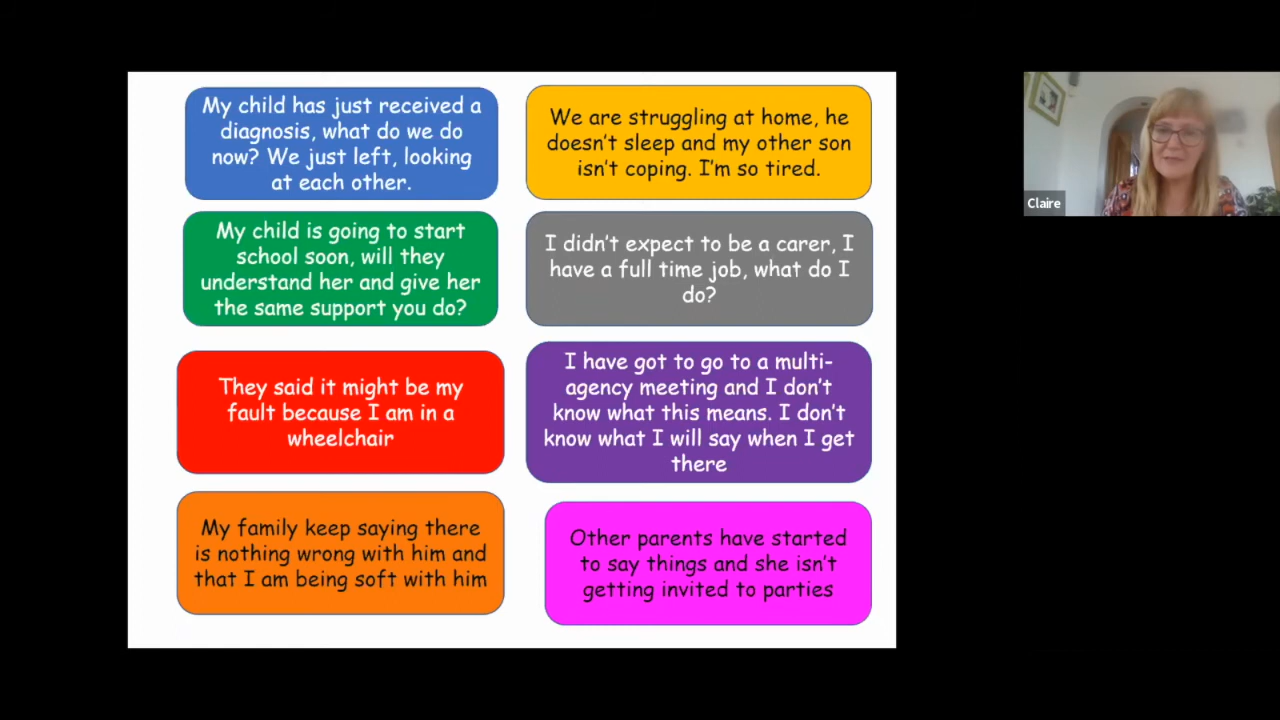 My child has just received a
diagnosis, what do we do
now? We just left, looking
at each other.
We are struggling at home, he
doesn't sleep and my other son
isn't coping. I'm so tired.
My child is going to start
school soon, will they
understand her and give her
the same support you do?
I didn't expect to be a carer, I
have a full time job, what do I
do?
They said it might be my
fault because I am in a
wheelchair
I have got to go to a multi-
agency meeting and I don't
know what this means. I don't
know what I will say when I get
there
My family keep saying there
is nothing wrong with him and
that I am being soft with him
Other parents have started
to say things and she isn't
getting invited to parties
Claire